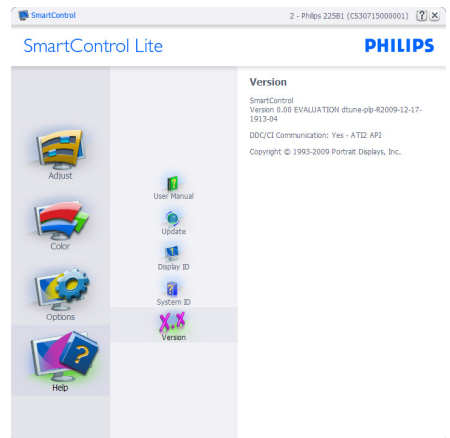 SmartControl
2 - Philips 225B1 (CS30715000001)
SmartControl Lite
PHILIPS
Version
SmartControl
Version 0.00 EVALUATION dtune-plp-R2009-12-17-
1913-04
DDC/CI Communication: Yes - ATI2 API
Copyright © 1993-2009 Portrait Displays, Inc.
Adjust
Color
Options
Help
User Manual
Update
Display ID
System ID
X.X
Version